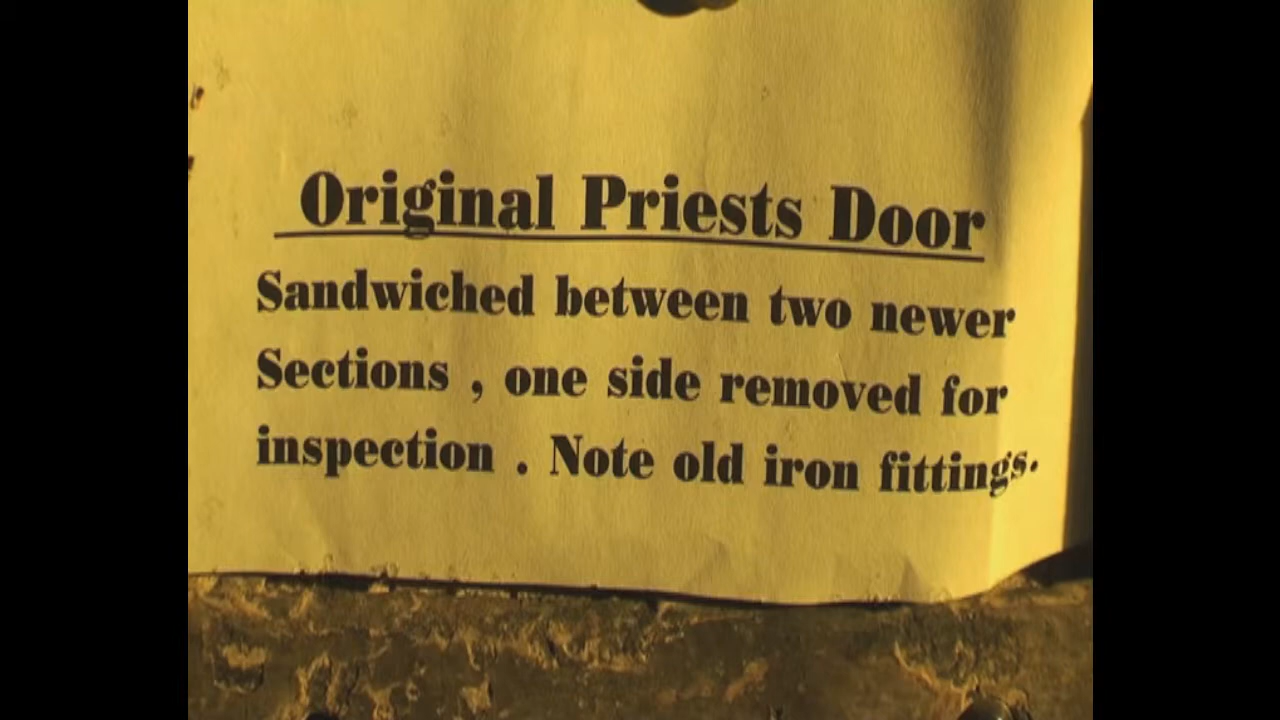 Original Priests Door
Sandwiched between two newer
Sections , one side removed for
inspection . Note old iron fittings.